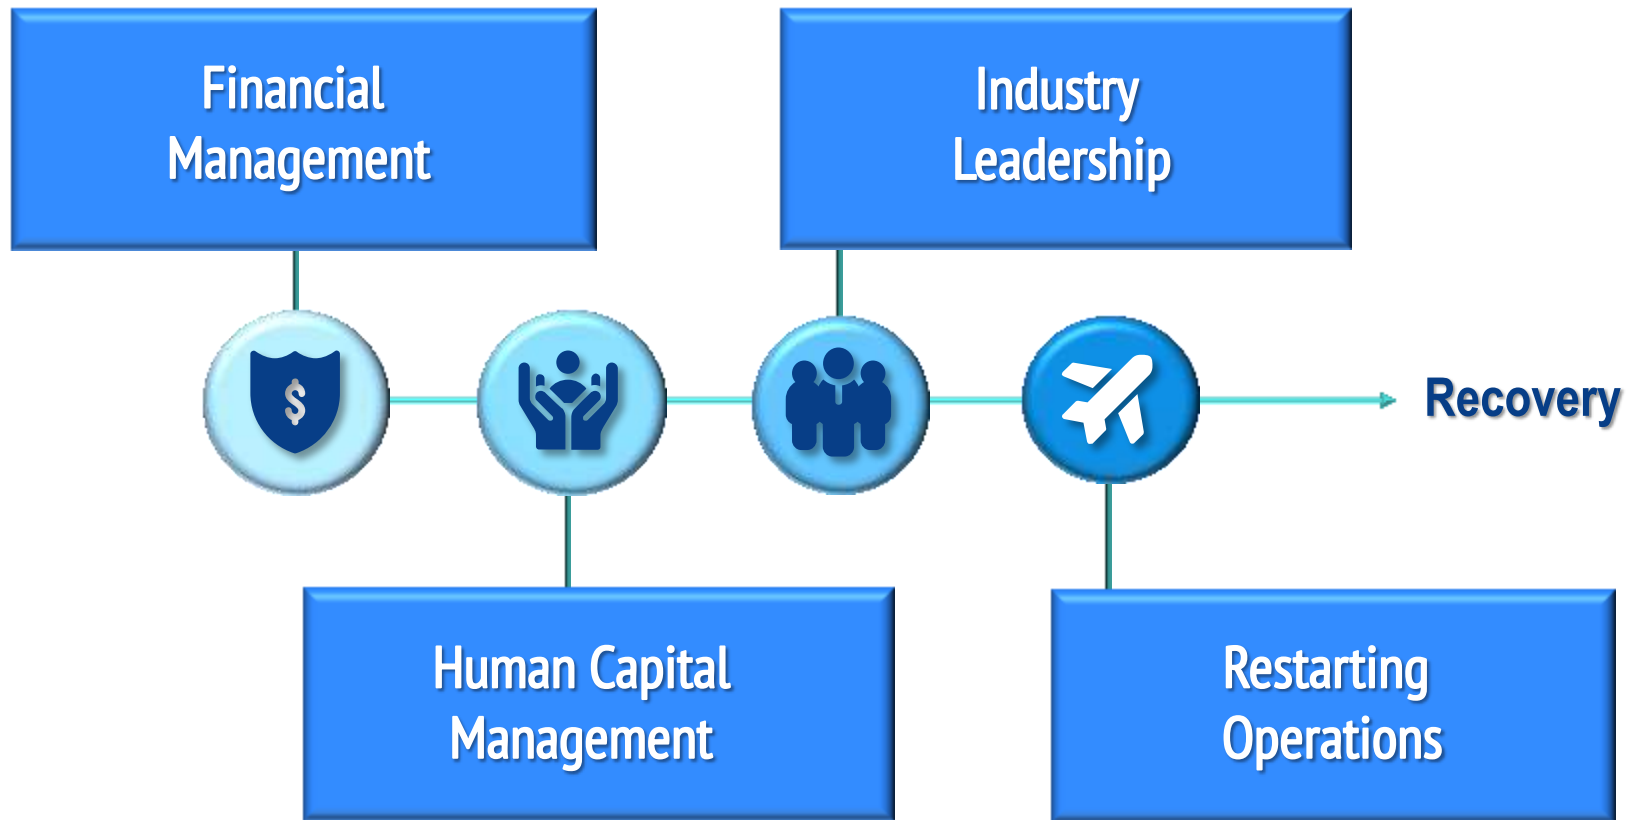 Financial
Management
Industry
Leadership
$
Recovery
Human Capital
Management
Restarting
Operations